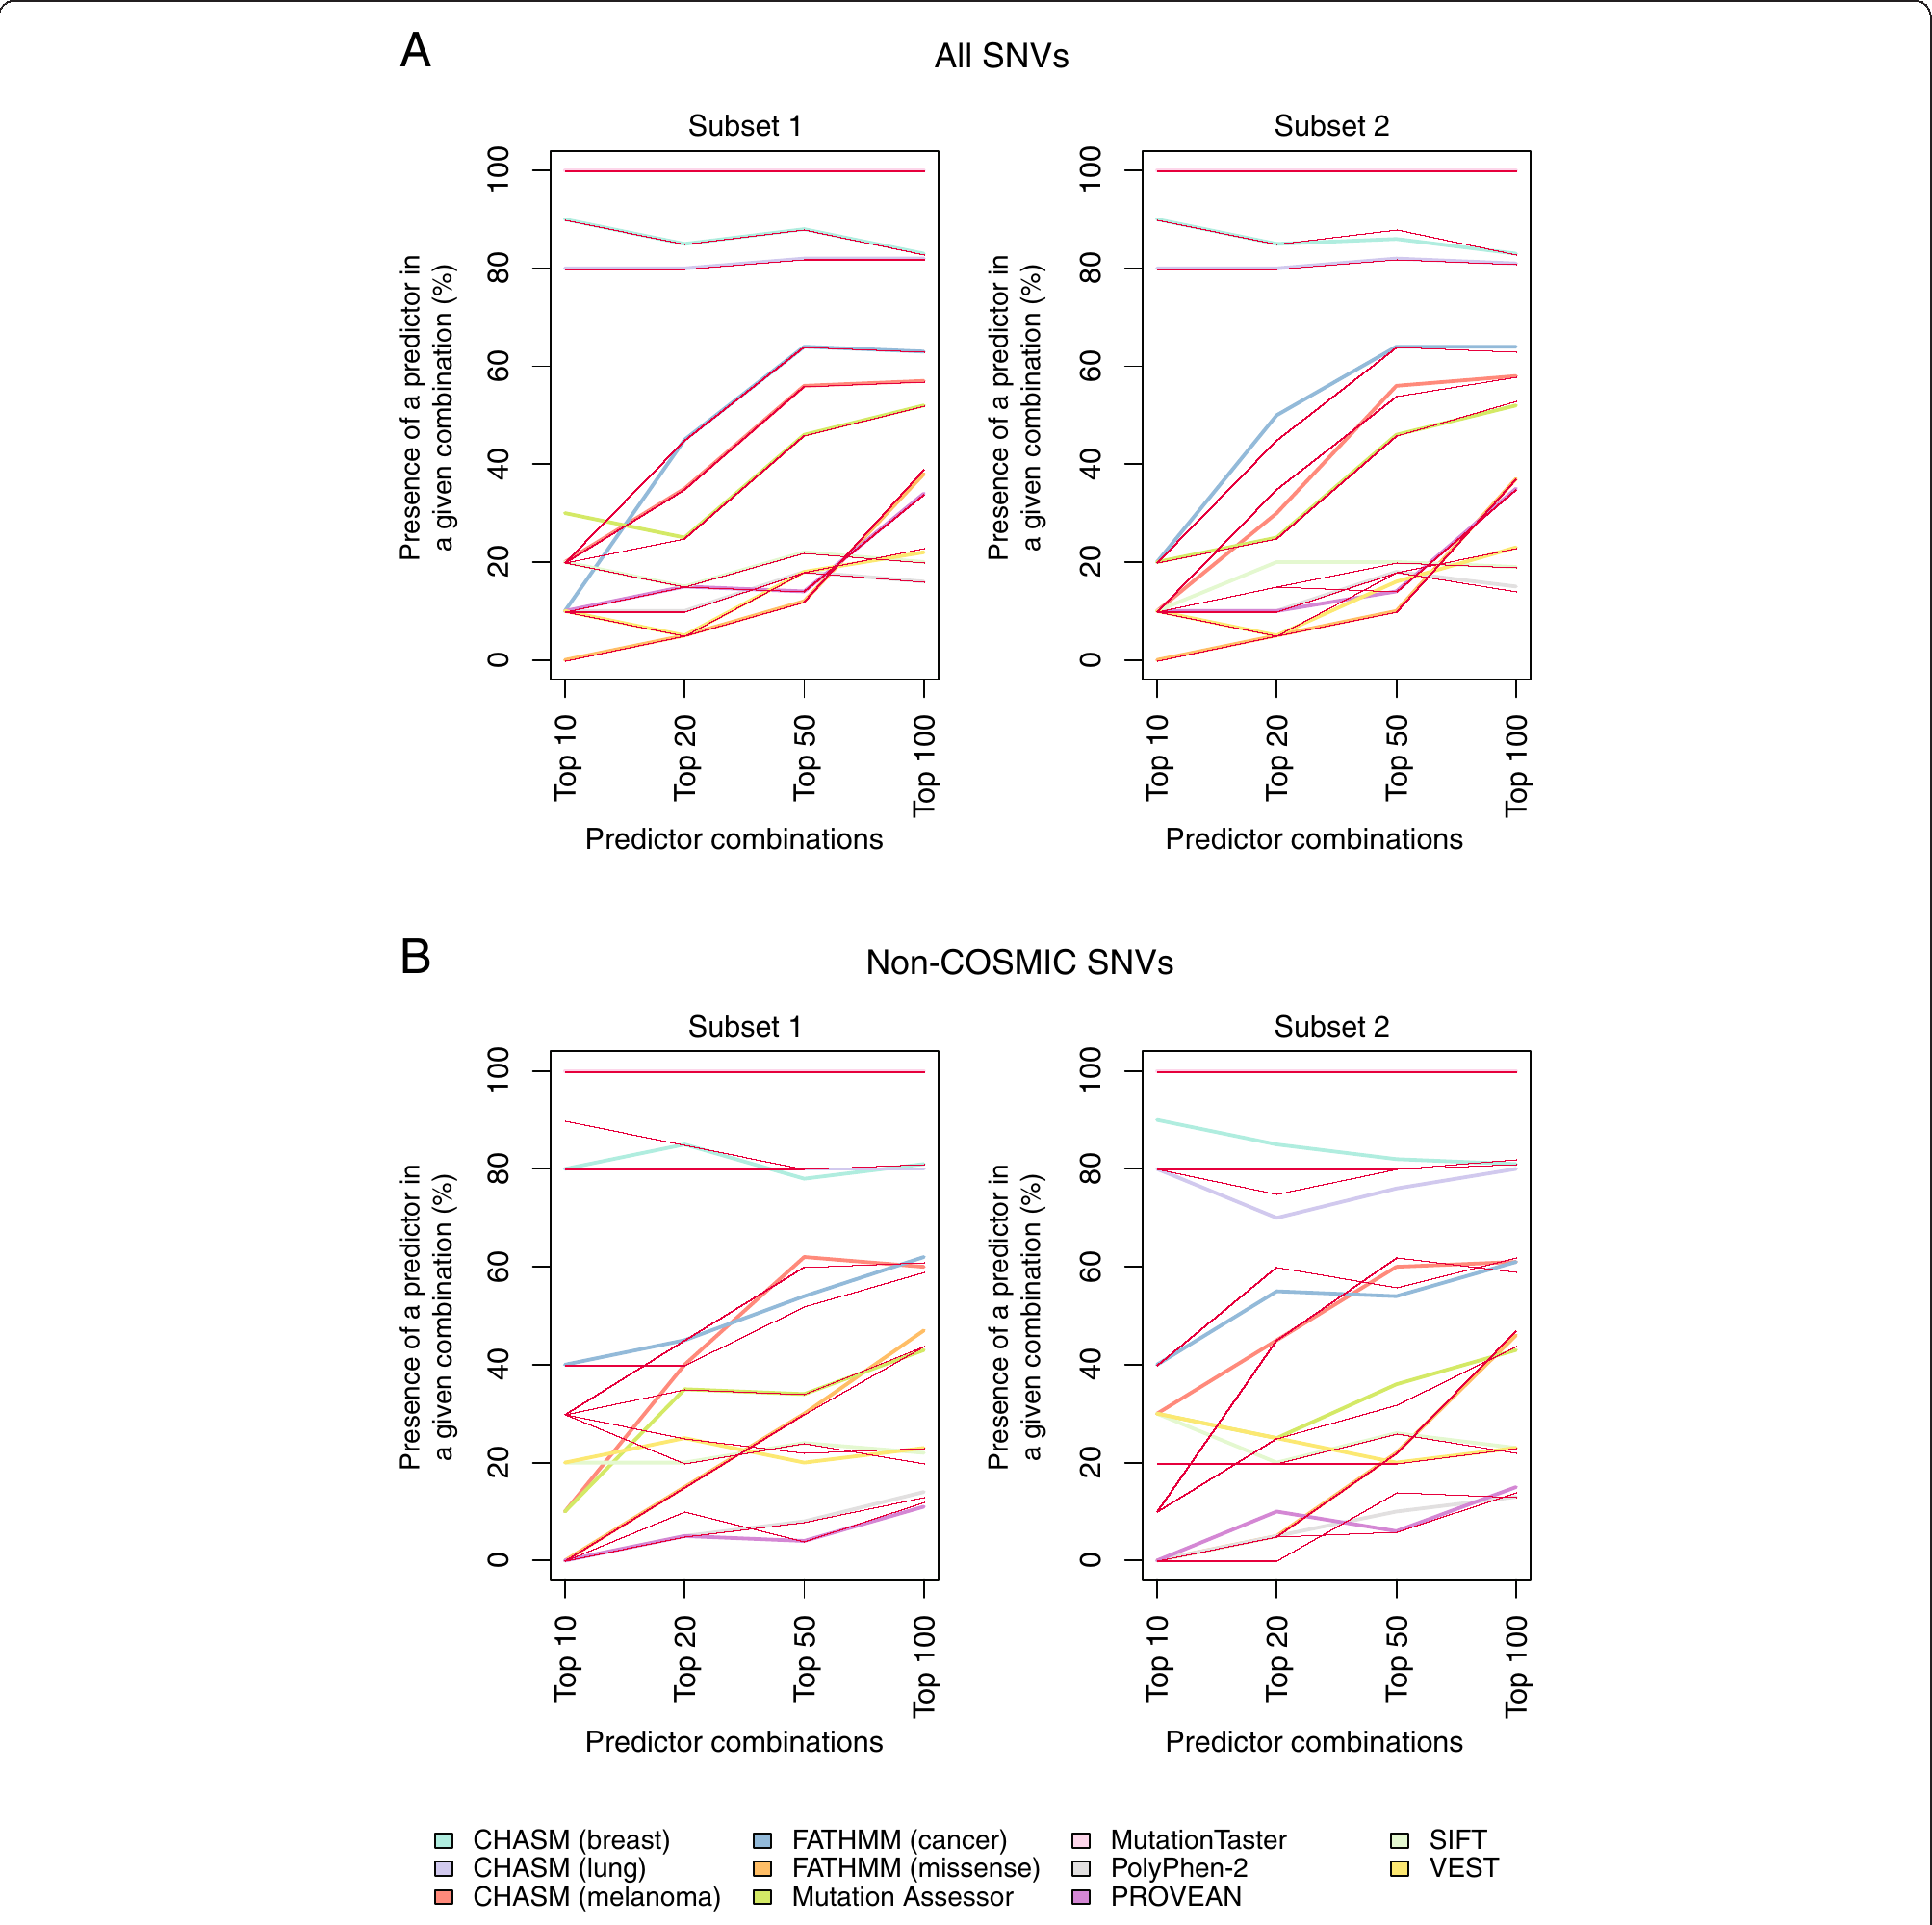 A
All SNVs
Subset 1
Subset 2
Presence of a predictor in
a given combination (%)
0
20
40
60
80
100
Top 10
Top 20
Top 50
Top 100
Predictor combinations
Presence of a predictor in
a given combination (%)
0
20
40
60
80
100
Top 10
Top 20
Top 50
Top 100
Predictor combinations
B
Non-COSMIC SNVs
Subset 1
Subset 2
Presence of a predictor in
a given combination (%)
0
20
40
60
80
100
Top 10
Top 20
Top 50
Top 100
Predictor combinations
Presence of a predictor in
a given combination (%)
0
20
40
60
80
100
Top 10
Top 20
Top 50
Top 100
Predictor combinations
CHASM (breast)
CHASM (lung)
CHASM (melanoma)
FATHMM (cancer)
FATHMM (missense)
Mutation Assessor
MutationTaster
PolyPhen-2
PROVEAN
SIFT
VEST